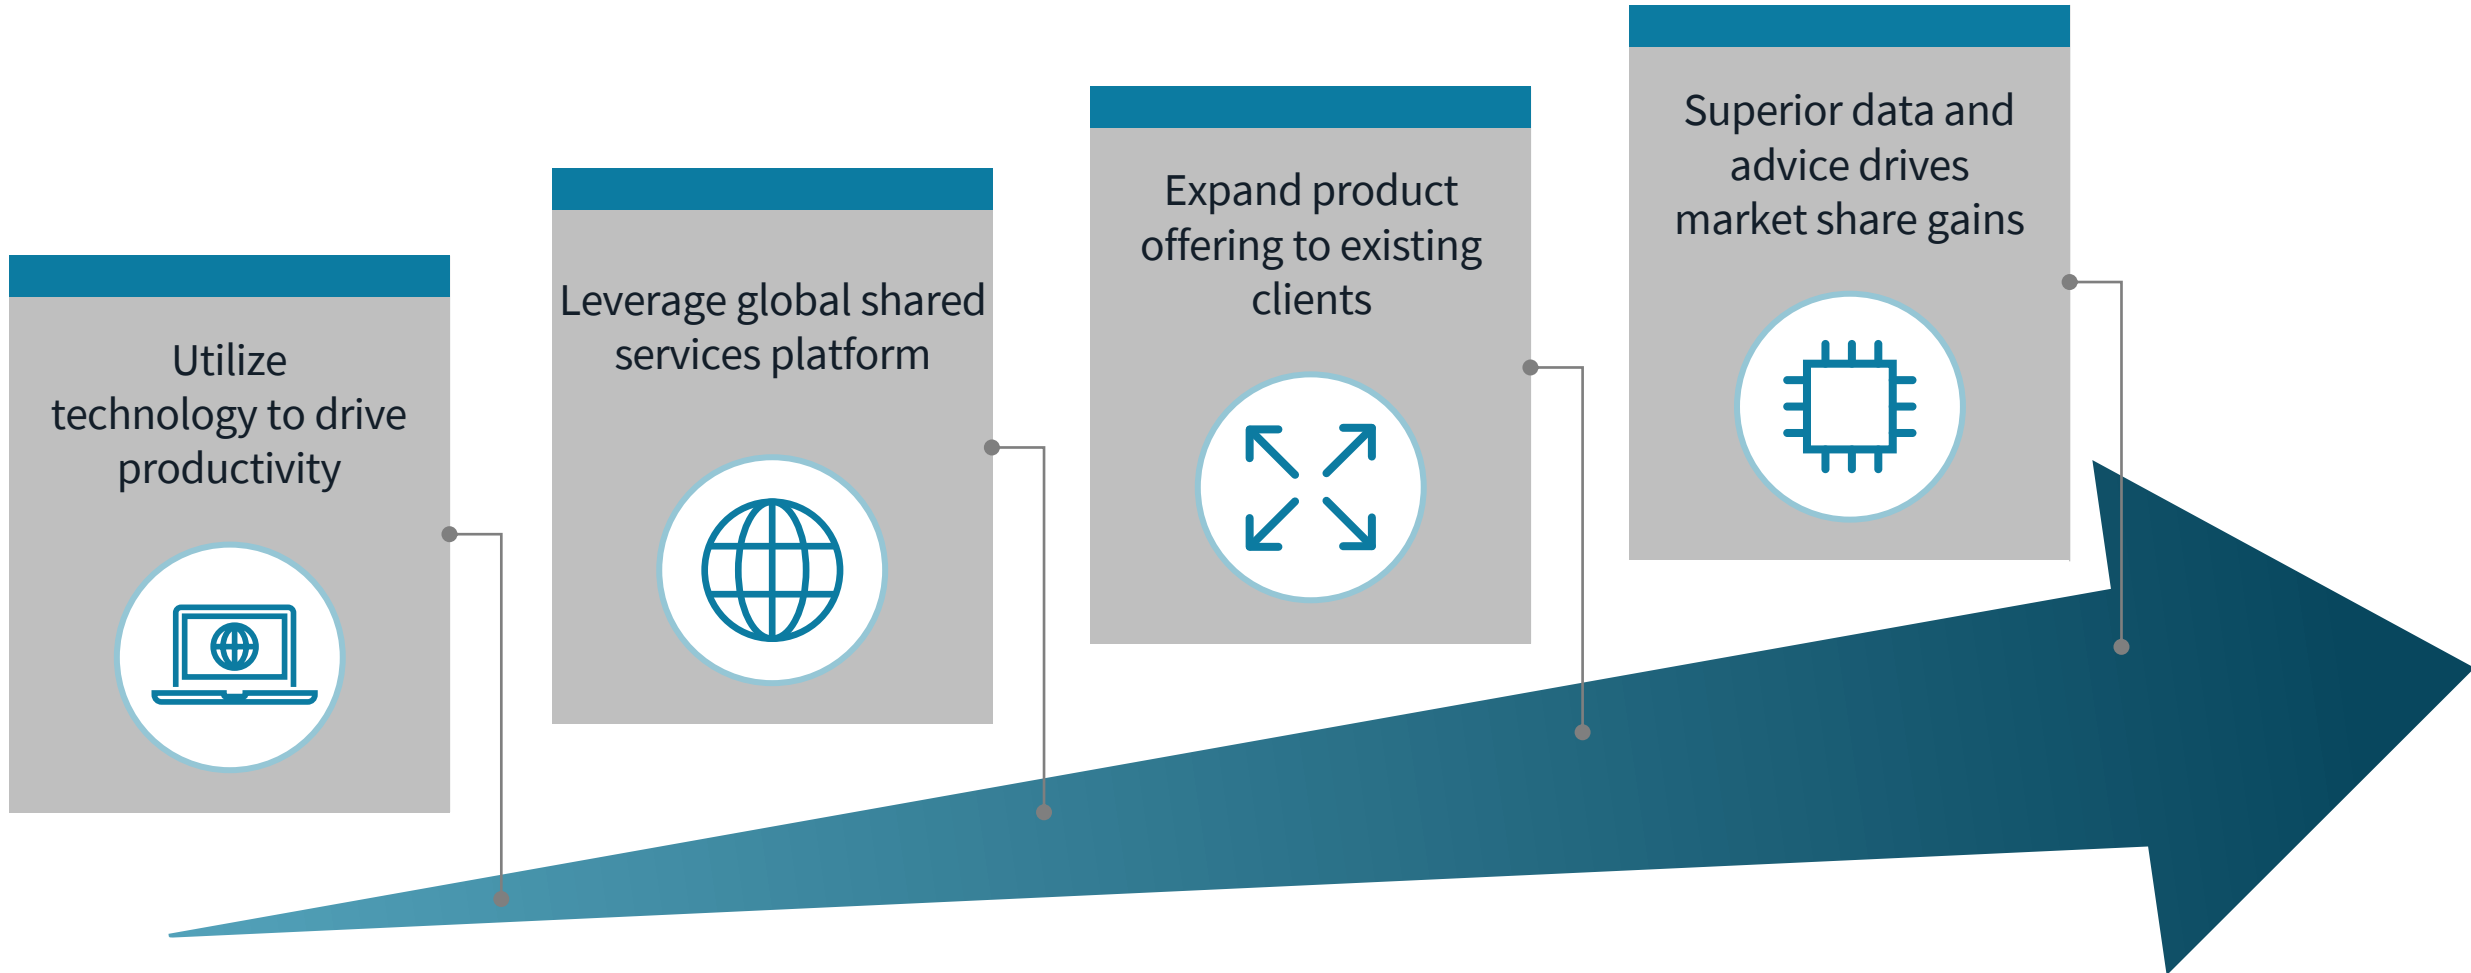 Utilize
technology to drive
productivity
Leverage global shared
services platform
Expand product
offering to existing
clients
Superior data and
advice drives
market share gains